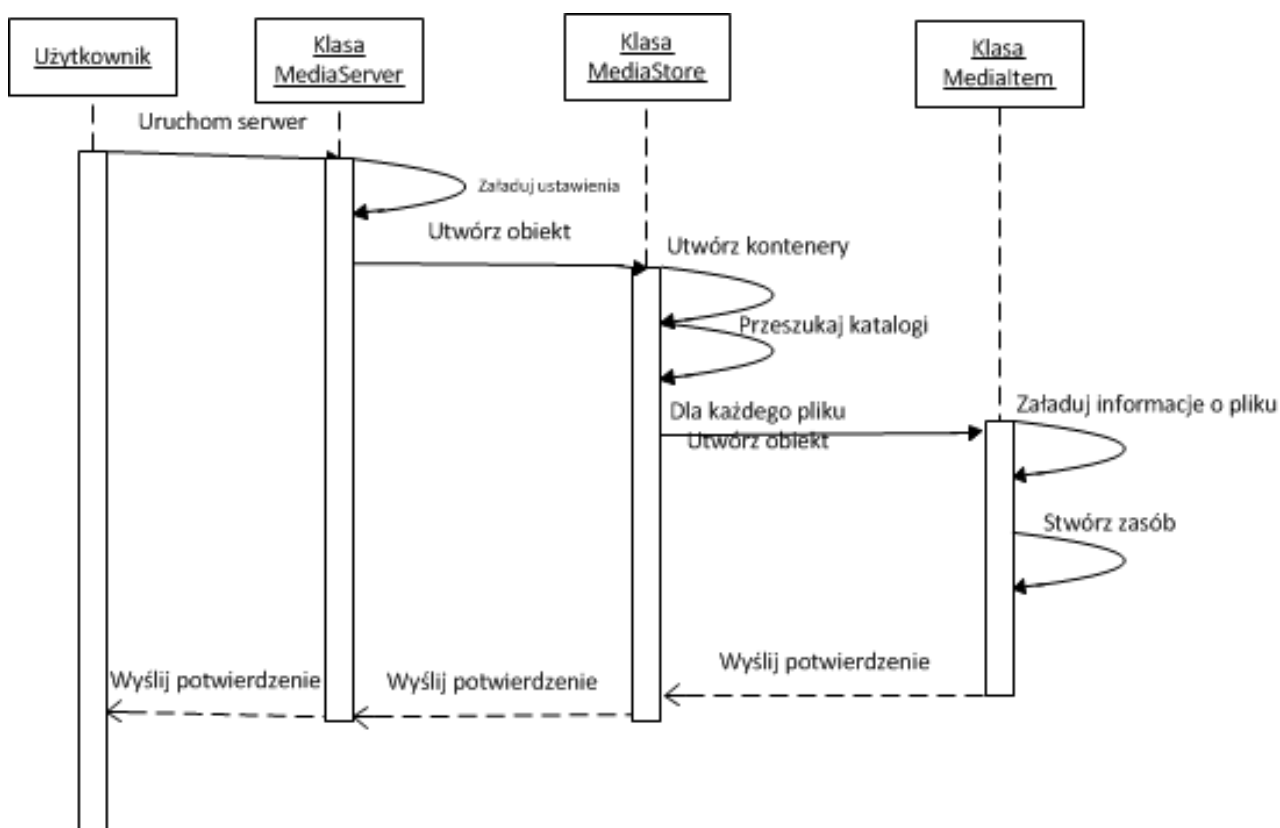 Użytkownik
Klasa
MediaServer
Klasa
MediaStore
Klasa
MediaItem
Uruchom serwer
Załaduj ustawienia
Utwórz obiekt
Utwórz kontenery
Przeszukaj katalogi
Dla każdego pliku
Utwórz obiekt
Załaduj informacje o pliku
Stwórz zasób
Wyślij potwierdzenie
Wyślij potwierdzenie
Wyślij potwierdzenie